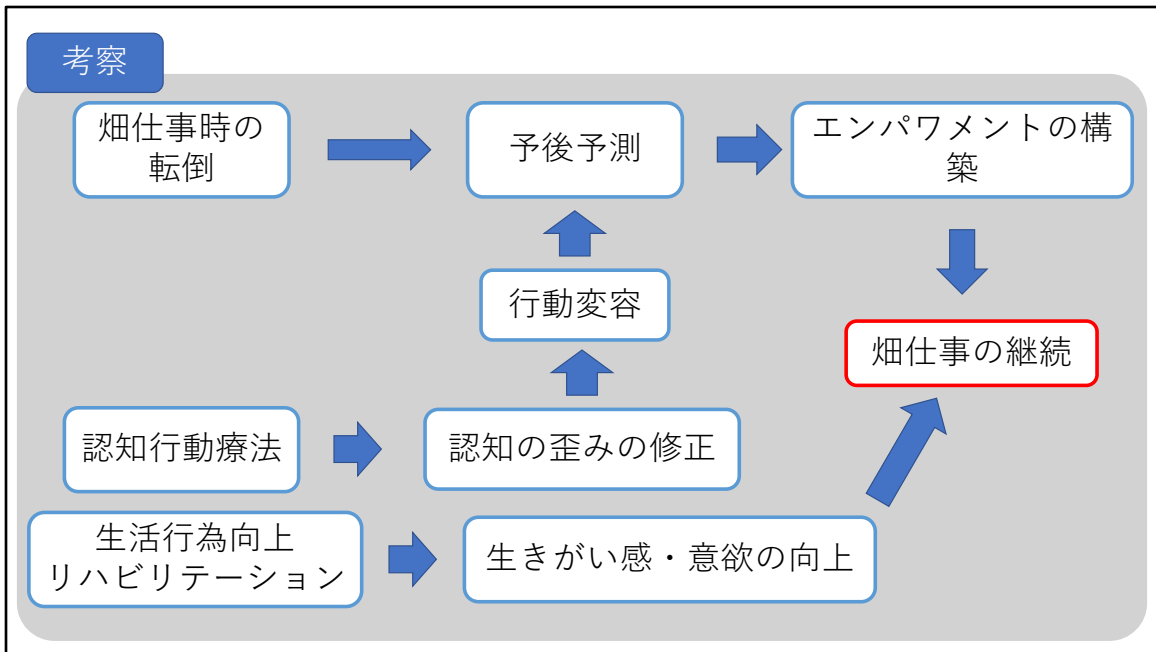 考察
畑仕事時の
転倒
予後予測
エンパワメントの構
築
行動変容
畑仕事の継続
認知行動療法
認知の歪みの修正
生活行為向上
リハビリテーション
生きがい感・意欲の向上